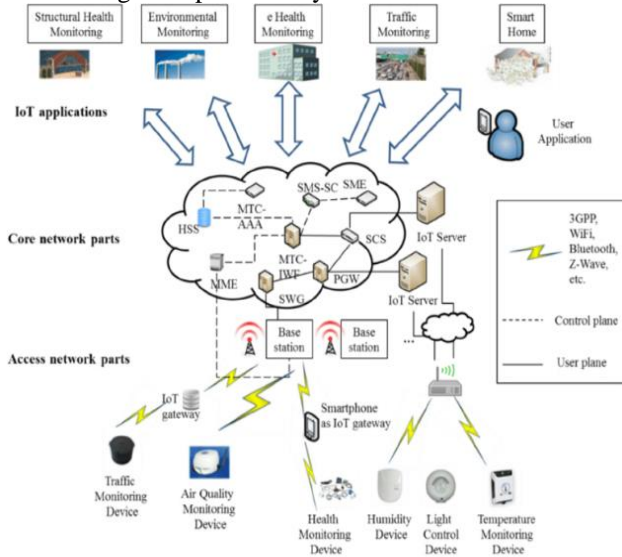 Structural Health
Monitoring
Environmental
Monitoring
e Health
Monitoring
Traffic
Monitoring
Smart
Home
IoT applications
User
Application
SMS-SC
SME
MTC-
AAA
HSS
Core network parts
SCS
IoT Server
MTC-
IWF
MME
PGW
SWG
IoT Server
3GPP,
WiFi,
Bluetooth,
Z-Wave,
etc.
Control plane
User plane
Base
station
Base
station
...
Access network parts
IoT
gateway
Smartphone
as IoT gateway
Traffic
Monitoring
Device
Air Quality
Monitoring
Device
Health
Monitoring
Device
Humidity
Device
Light
Control
Device
Temperature
Monitoring
Device